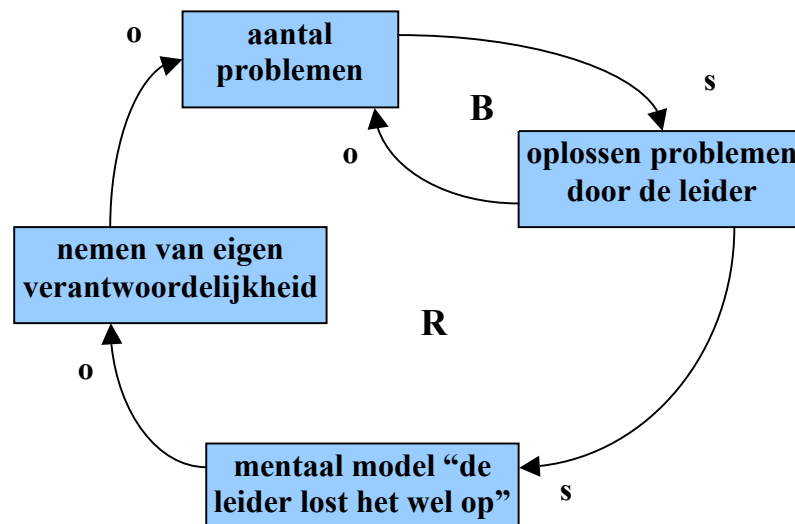 o
aantal
problemen
s
B
o
oplossen problemen
door de leider
nemen van eigen
verantwoordelijkheid
R
o
mentaal model “de
leider lost het wel op”
s